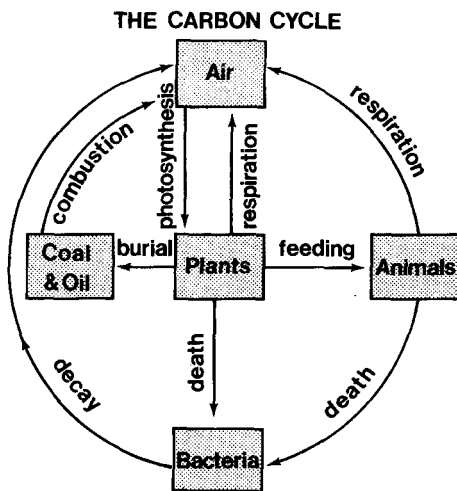 THE CARBON CYCLE
Air
respiration
combustion
photosynthesis
respiration
Coal
& Oil
burial
Plants
feeding
Animals
death
decay
death
Bacteria